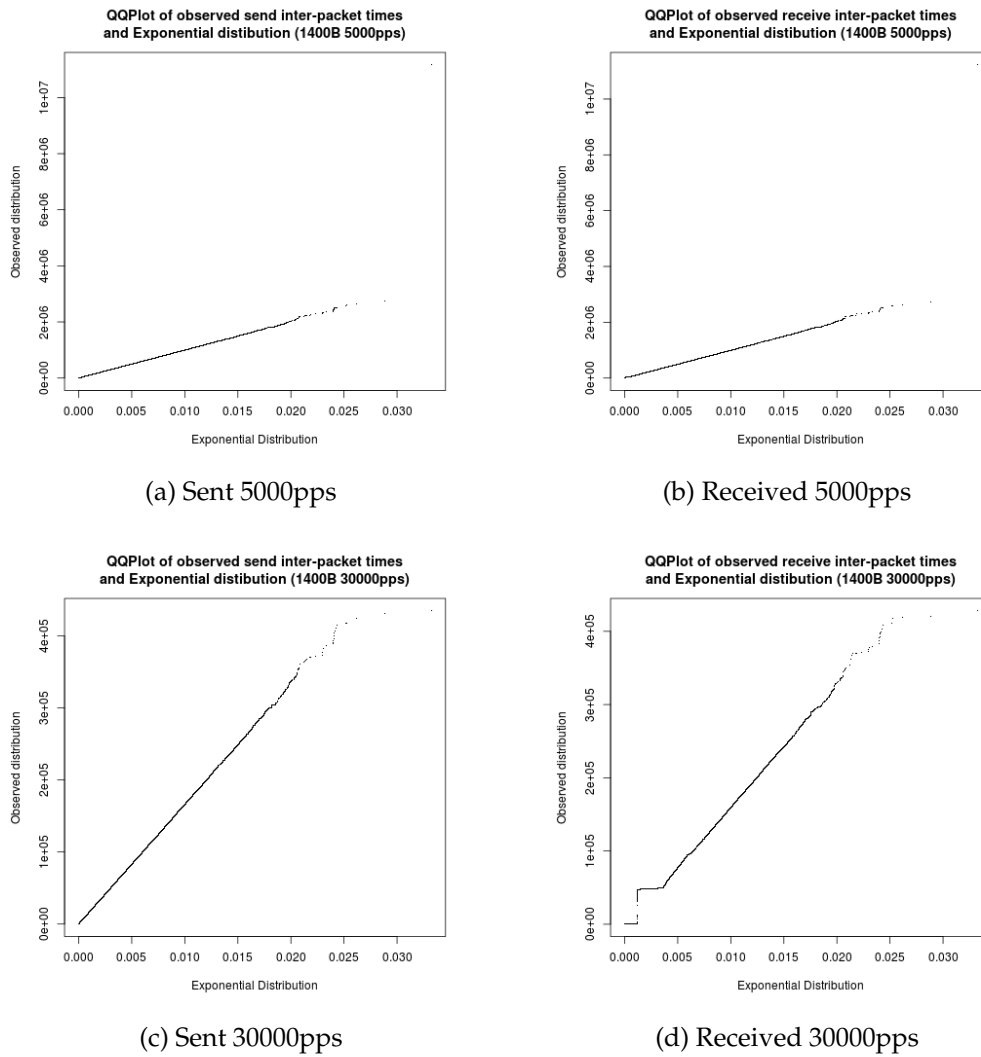 QQPlot of observed send inter-packet times
and Exponential distibution (1400B 5000pps)
Observed distribution
0e+00 2e+06 4e+06 6e+06 8e+06 1e+07
0.000 0.005 0.010 0.015 0.020 0.025 0.030
Exponential Distribution
(a) Sent 5000pps
QQPlot of observed receive inter-packet times
and Exponential distibution (1400B 5000pps)
Observed distribution
0e+00 2e+06 4e+06 6e+06 8e+06 1e+07
0.000 0.005 0.010 0.015 0.020 0.025 0.030
Exponential Distribution
(b) Received 5000pps
QQPlot of observed send inter-packet times
and Exponential distibution (1400B 30000pps)
Observed distribution
0e+00 1e+05 2e+05 3e+05 4e+05
0.000 0.005 0.010 0.015 0.020 0.025 0.030
Exponential Distribution
(c) Sent 30000pps
QQPlot of observed receive inter-packet times
and Exponential distibution (1400B 30000pps)
Observed distribution
0e+00 1e+05 2e+05 3e+05 4e+05
0.000 0.005 0.010 0.015 0.020 0.025 0.030
Exponential Distribution
(d) Received 30000pps